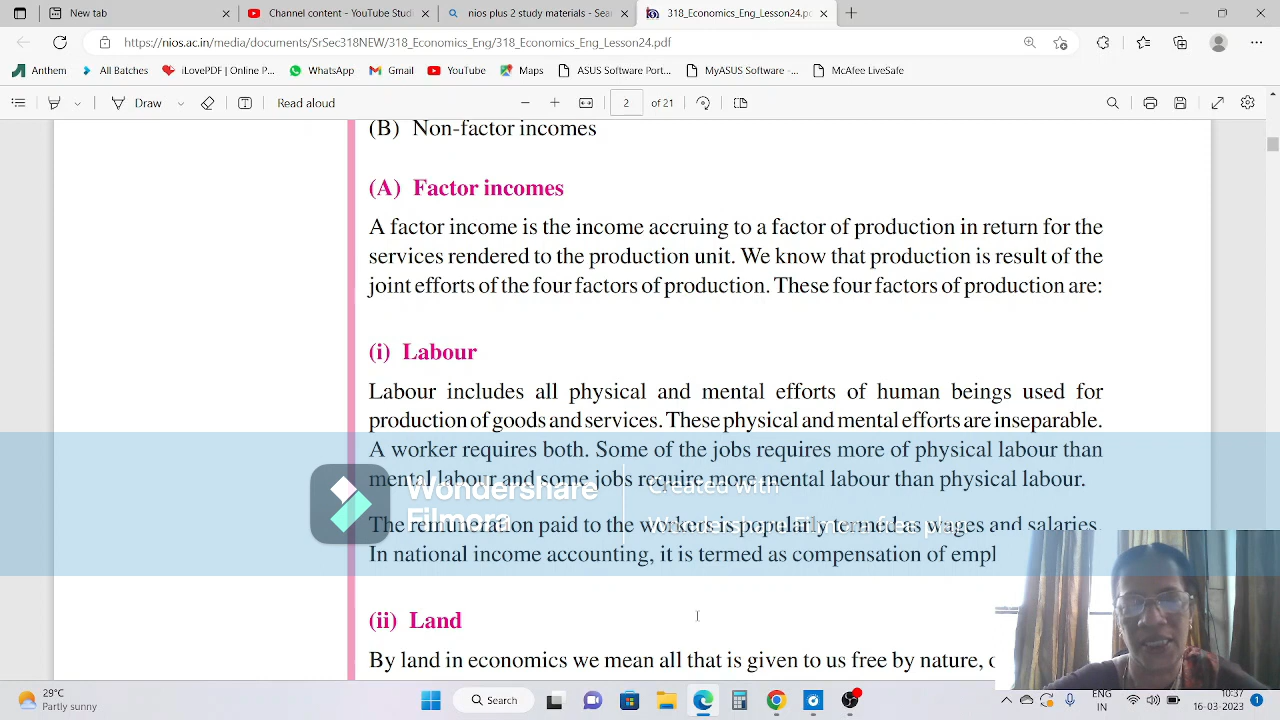 New tab
Channel content - YouTube Stud
nios plus 2 study materials - Sear
318_Economics_Eng_Lesson24.p
https://nios.ac.in/media/documents/SrSec318NEW/318_Economics_Eng/318_Economics_Eng_Lesson24.pdf
Anthem
All Batches
iLovePDF | Online P...
WhatsApp
Gmail
YouTube
Maps
ASUS Software Port...
MyASUS Software -...
McAfee LiveSafe
Draw
Read aloud
2 of 21
(B) Non-factor incomes
(A) Factor incomes
A factor income is the income accruing to a factor of production in return for the
services rendered to the production unit. We know that production is result of the
joint efforts of the four factors of production. These four factors of production are:
(i) Labour
Labour includes all physical and mental efforts of human beings used for
production of goods and services. These physical and mental efforts are inseparable.
A worker requires both. Some of the jobs requires more of physical labour than
mental labour and some jobs require more mental labour than physical labour.
Wondershare
Filmora
Created with
Wondershare Filmora free plan
The remuneration paid to the workers is popularly termed as wages and salaries.
In national income accounting, it is termed as compensation of empl
(ii) Land
By land in economics we mean all that is given to us free by nature,
29°C
Partly sunny
Search
ENG
IN
10:37
16-03-2023
1